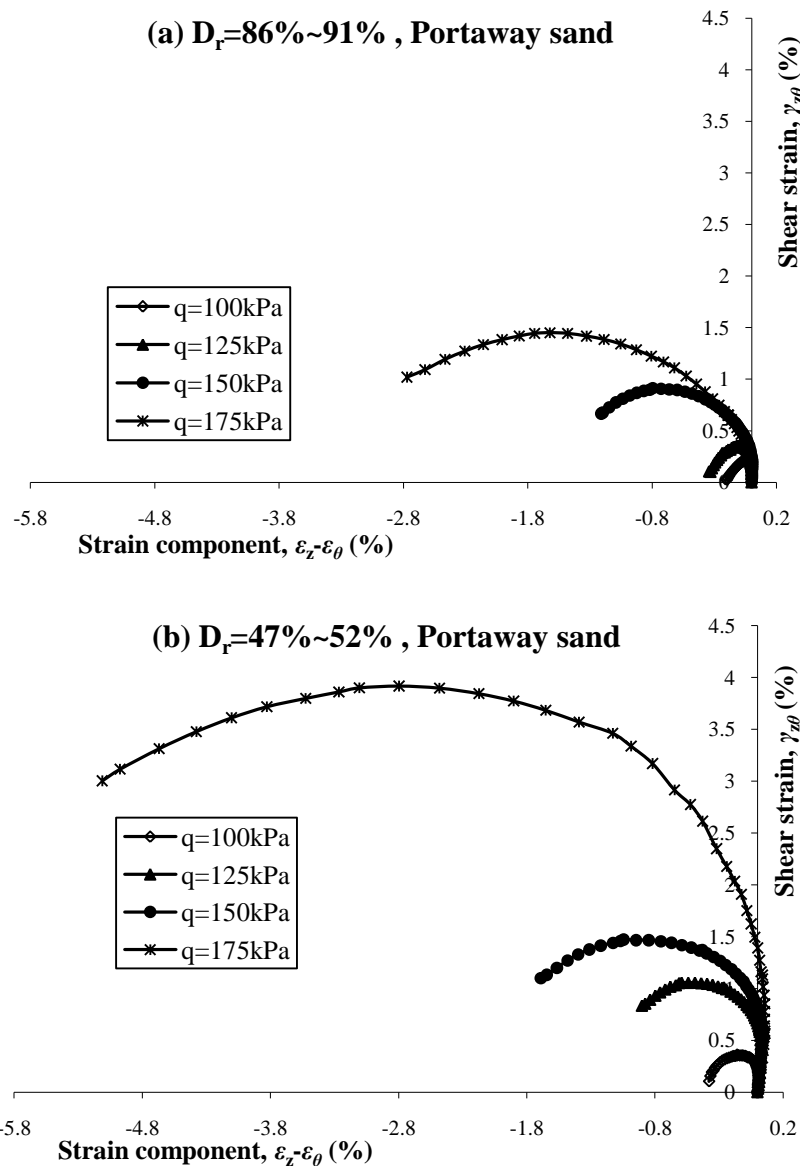 (a) Dr=86%~91% , Portaway sand
4.5
4
3.5
3
2.5
2
1.5
1
0.5
0
Shear strain, γzθ (%)
q=100kPa
q=125kPa
q=150kPa
q=175kPa
-5.8 -4.8 -3.8 -2.8 -1.8 -0.8 0.2
Strain component, εz-εθ (%)
(b) Dr=47%~52% , Portaway sand
4.5
4
3.5
3
2.5
2
1.5
0.5
0
Shear strain, γzθ (%)
q=100kPa
q=125kPa
q=150kPa
q=175kPa
-5.8 -4.8 -3.8 -2.8 -1.8 -0.8 0.2
Strain component, εz-εθ (%)